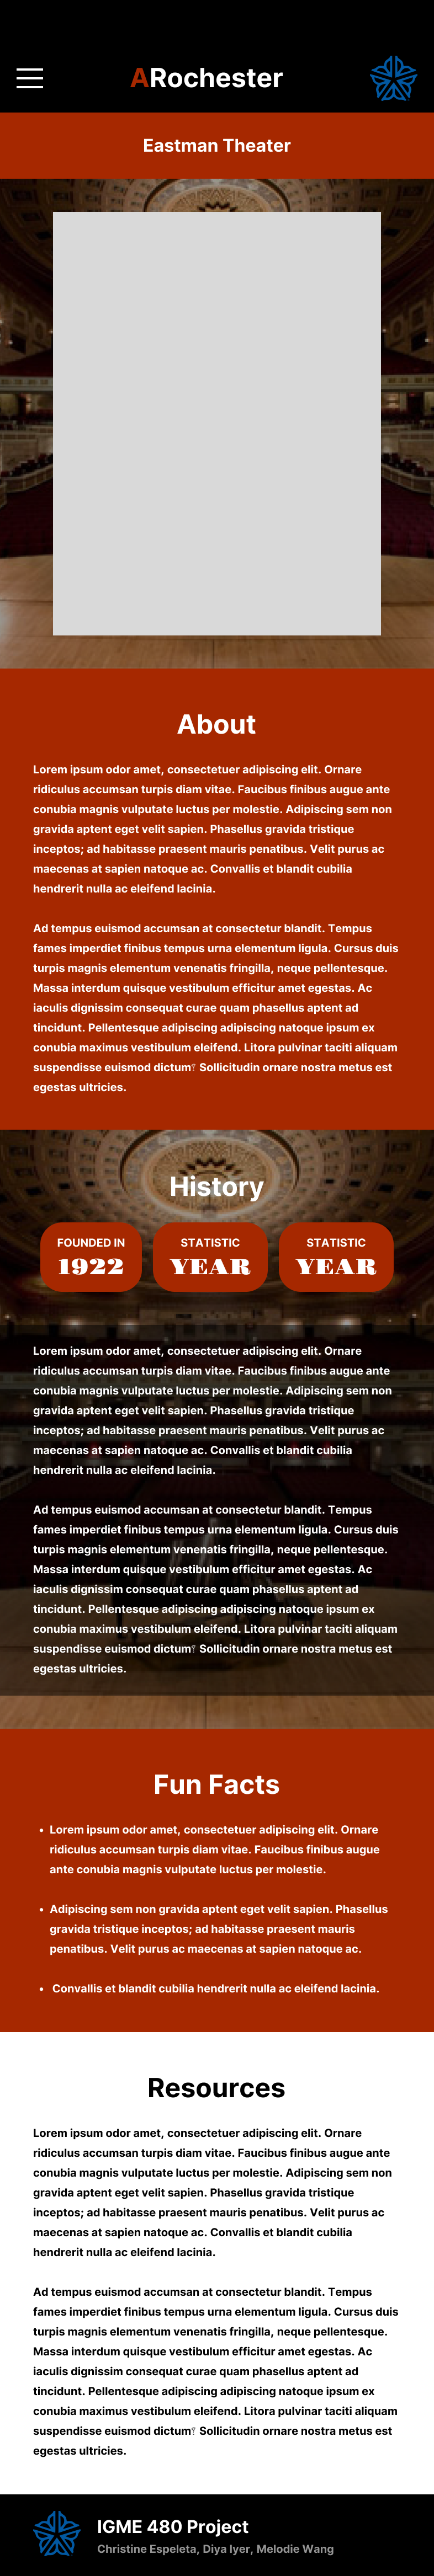 ARochester
Eastman Theater
About
Lorem ipsum odor amet, consectetuer adipiscing elit. Ornare
ridiculus accumsan turpis diam vitae. Faucibus finibus augue ante
conubia magnis vulputate luctus per molestie. Adipiscing sem non
gravida aptent eget velit sapien. Phasellus gravida tristique
inceptos; ad habitasse praesent mauris penatibus. Velit purus ac
maecenas at sapien natoque ac. Convallis et blandit cubilia
hendrerit nulla ac eleifend lacinia.
Ad tempus euismod accumsan at consectetur blandit. Tempus
fames imperdiet finibus tempus urna elementum ligula. Cursus duis
turpis magnis elementum venenatis fringilla, neque pellentesque.
Massa interdum quisque vestibulum efficitur amet egestas. Ac
iaculis dignissim consequat curae quam phasellus aptent ad
tincidunt. Pellentesque adipiscing adipiscing natoque ipsum ex
conubia maximus vestibulum eleifend. Litora pulvinar taciti aliquam
suspendisse euismod dictum? Sollicitudin ornare nostra metus est
egestas ultricies.
History
FOUNDED IN
1922
STATISTIC
YEAR
STATISTIC
YEAR
Lorem ipsum odor amet, consectetuer adipiscing elit. Ornare
ridiculus accumsan turpis diam vitae. Faucibus finibus augue ante
conubia magnis vulputate luctus per molestie. Adipiscing sem non
gravida aptent eget velit sapien. Phasellus gravida tristique
inceptos; ad habitasse praesent mauris penatibus. Velit purus ac
maecenas at sapien natoque ac. Convallis et blandit cubilia
hendrerit nulla ac eleifend lacinia.
Ad tempus euismod accumsan at consectetur blandit. Tempus
fames imperdiet finibus tempus urna elementum ligula. Cursus duis
turpis magnis elementum venenatis fringilla, neque pellentesque.
Massa interdum quisque vestibulum efficitur amet egestas. Ac
iaculis dignissim consequat curae quam phasellus aptent ad
tincidunt. Pellentesque adipiscing adipiscing natoque ipsum ex
conubia maximus vestibulum eleifend. Litora pulvinar taciti aliquam
suspendisse euismod dictum? Sollicitudin ornare nostra metus est
egestas ultricies.
Fun Facts
• Lorem ipsum odor amet, consectetuer adipiscing elit. Ornare
ridiculus accumsan turpis diam vitae. Faucibus finibus augue
ante conubia magnis vulputate luctus per molestie.
• Adipiscing sem non gravida aptent eget velit sapien. Phasellus
gravida tristique inceptos; ad habitasse praesent mauris
penatibus. Velit purus ac maecenas at sapien natoque ac.
• Convallis et blandit cubilia hendrerit nulla ac eleifend lacinia.
Resources
Lorem ipsum odor amet, consectetuer adipiscing elit. Ornare
ridiculus accumsan turpis diam vitae. Faucibus finibus augue ante
conubia magnis vulputate luctus per molestie. Adipiscing sem non
gravida aptent eget velit sapien. Phasellus gravida tristique
inceptos; ad habitasse praesent mauris penatibus. Velit purus ac
maecenas at sapien natoque ac. Convallis et blandit cubilia
hendrerit nulla ac eleifend lacinia.
Ad tempus euismod accumsan at consectetur blandit. Tempus
fames imperdiet finibus tempus urna elementum ligula. Cursus duis
turpis magnis elementum venenatis fringilla, neque pellentesque.
Massa interdum quisque vestibulum efficitur amet egestas. Ac
iaculis dignissim consequat curae quam phasellus aptent ad
tincidunt. Pellentesque adipiscing adipiscing natoque ipsum ex
conubia maximus vestibulum eleifend. Litora pulvinar taciti aliquam
suspendisse euismod dictum? Sollicitudin ornare nostra metus est
egestas ultricies.
IGME 480 Project
Christine Espeleta, Diya Iyer, Melodie Wang